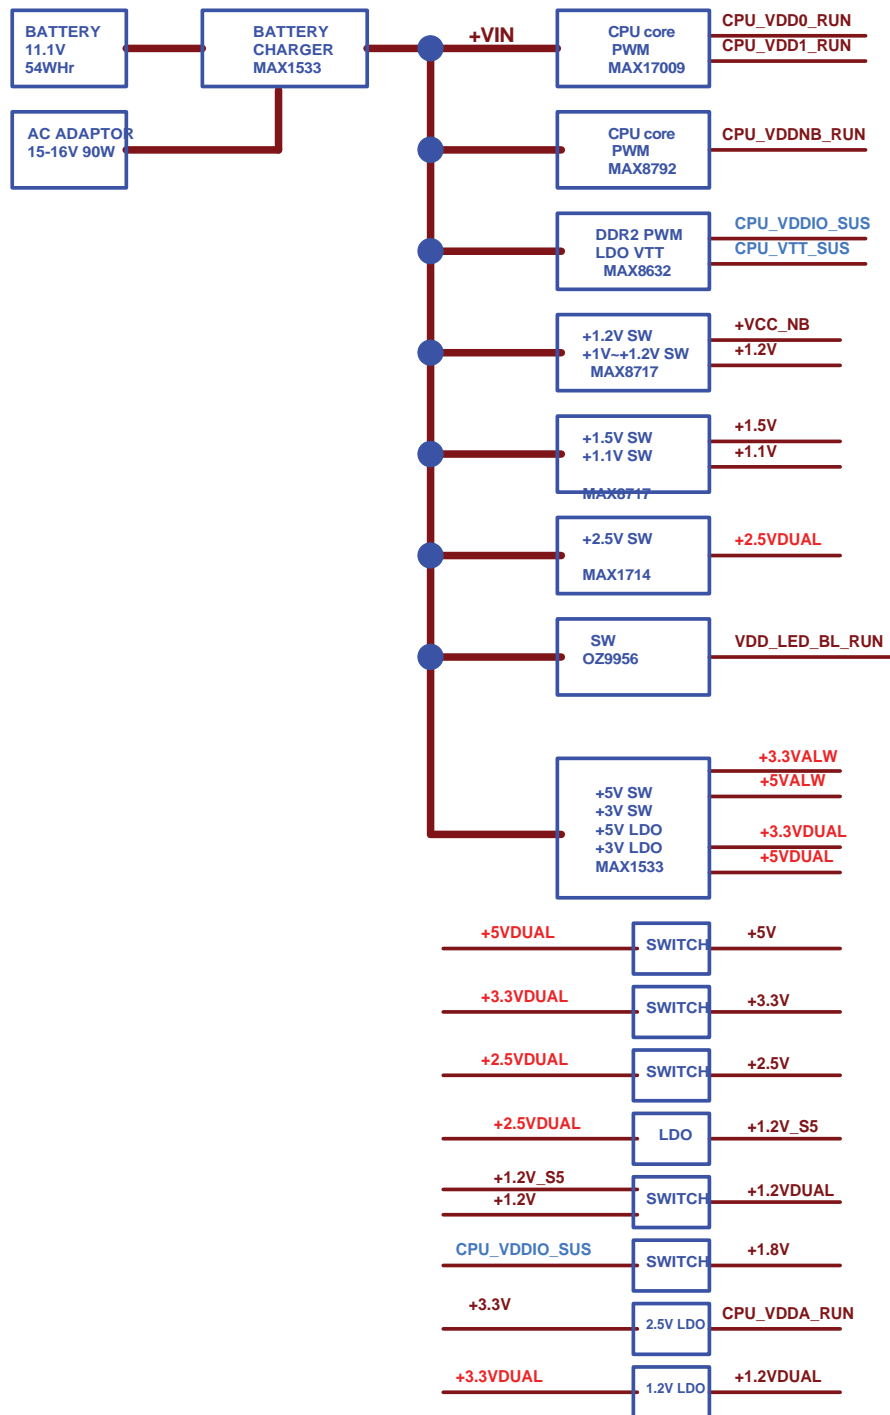 BATTERY
11.1V
54WHr
BATTERY
CHARGER
MAX1533
+VIN
CPU core
PWM
MAX17009
CPU_VDD0_RUN
CPU_VDD1_RUN
AC ADAPTOR
15-16V 90W
CPU core
PWM
MAX8792
CPU_VDDNB_RUN
DDR2 PWM
LDO VTT
MAX8632
CPU_VDDIO_SUS
CPU_VTT_SUS
+1.2V SW
+1V~+1.2V SW
MAX8717
+VCC_NB
+1.2V
+1.5V SW
+1.1V SW
MAX8717
+1.5V
+1.1V
+2.5V SW
MAX1714
+2.5VDUAL
SW
OZ9956
VDD_LED_BL_RUN
+5V SW
+3V SW
+5V LDO
+3V LDO
MAX1533
+3.3VALW
+5VALW
+3.3VDUAL
+5VDUAL
+5VDUAL
SWITCH
+5V
+3.3VDUAL
SWITCH
+3.3V
+2.5VDUAL
SWITCH
+2.5V
+2.5VDUAL
LDO
+1.2V_S5
+1.2V_S5
+1.2V
SWITCH
+1.2VDUAL
CPU_VDDIO_SUS
SWITCH
+1.8V
+3.3V
2.5V LDO
CPU_VDDA_RUN
+3.3VDUAL
1.2V LDO
+1.2VDUAL